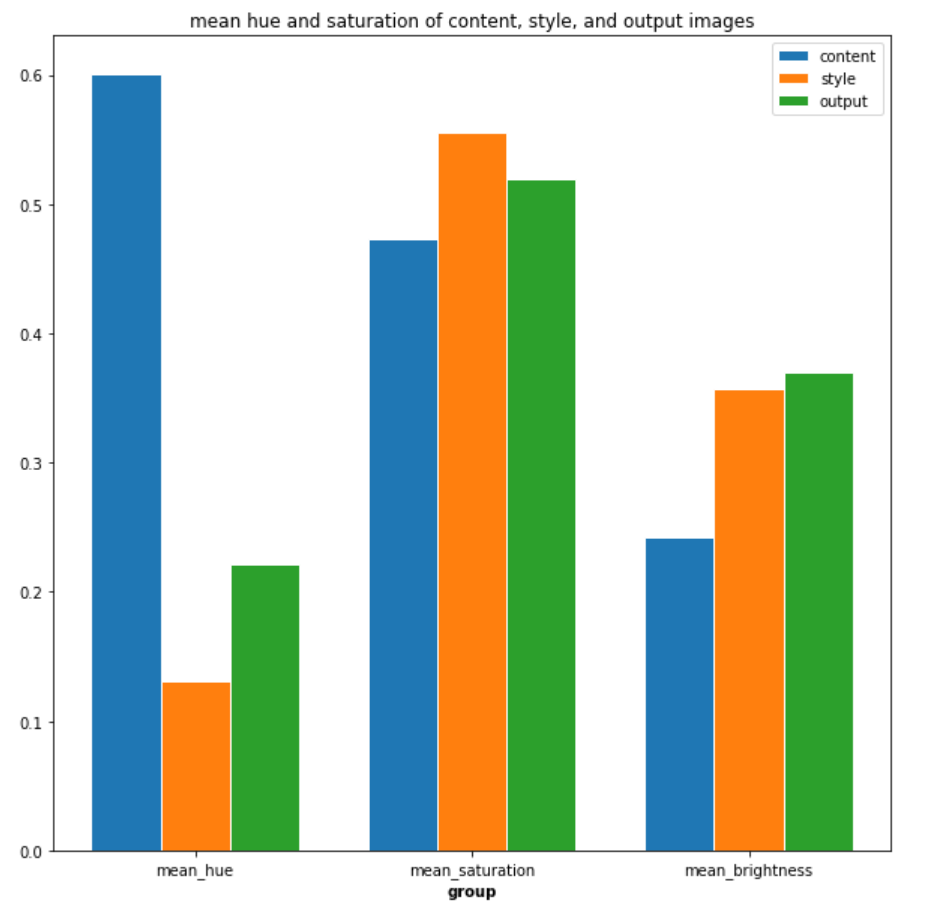 mean hue and saturation of content, style, and output images
content
style
output
0.6
0.5
0.4
0.3
0.2
0.1
0.0
mean_hue mean_saturation mean_brightness
group